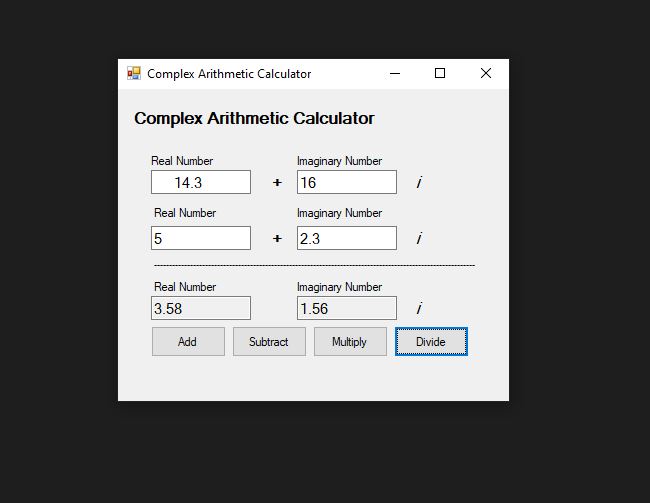 Complex Arithmetic Calculator
Complex Arithmetic Calculator
Real Number Imaginary Number
14.3 + 16 i
Real Number Imaginary Number
5 + 2.3 i
Real Number Imaginary Number
3.58 1.56 i
Add Subtract Multiply Divide